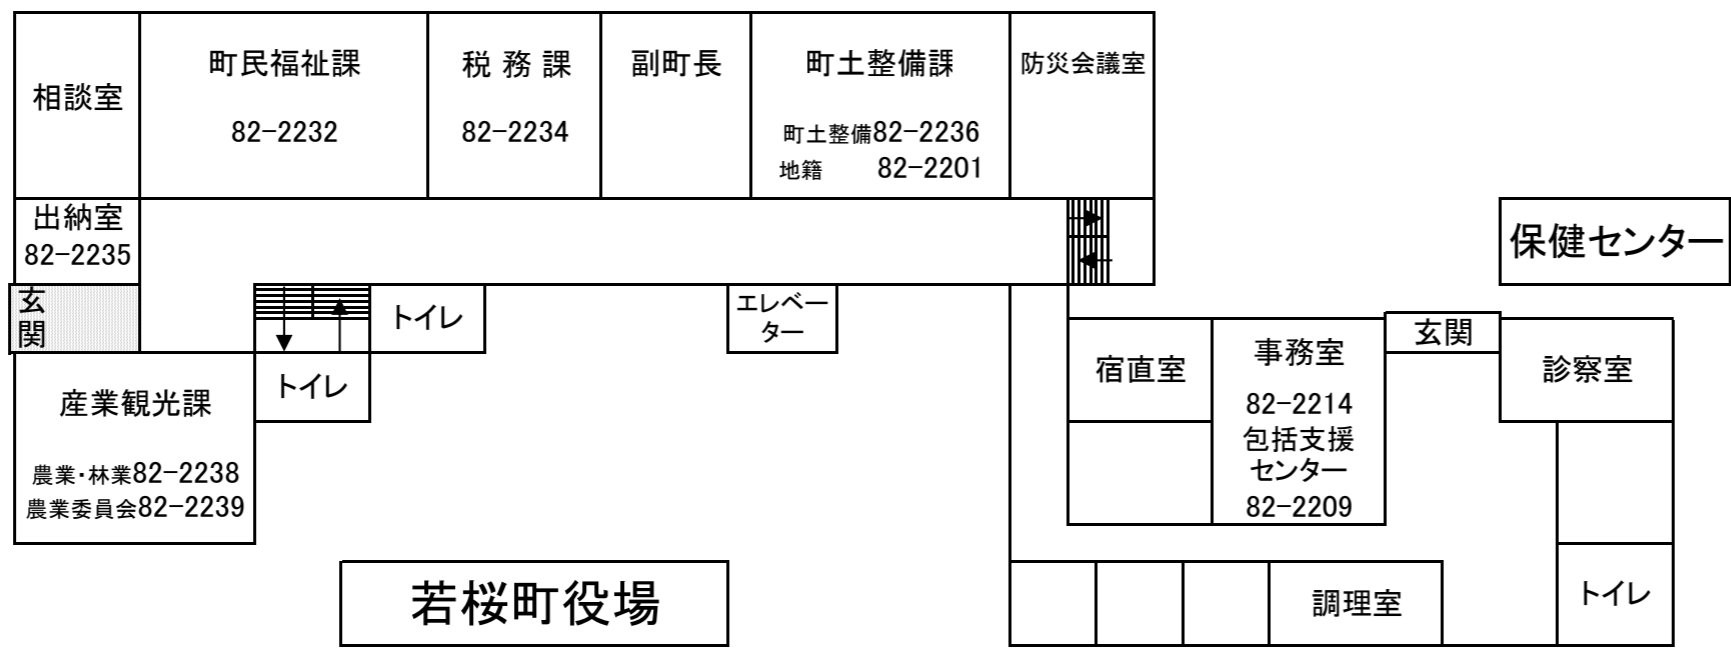 相談室
町民福祉課
82-2232
税 務 課
82-2234
副町長
町土整備課
町土整備82-2236
地籍 82-2201
防災会議室
出納室
82-2235
保健センター
玄
関
トイレ
エレベー
ター
トイレ
産業観光課
農業・林業82-2238
農業委員会82-2239
宿直室
事務室
82-2214
包括支援
センター
82-2209
玄関
診察室
若桜町役場
調理室
トイレ